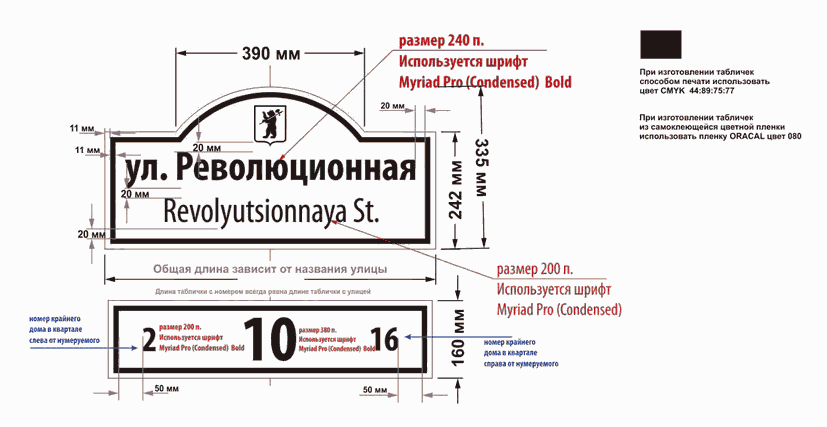 390 мм
размер 240 п.
Используется шрифт
Myriad Pro (Condensed) Bold
20 мм
11 мм
11 мм
20 мм
ул. Революционная
20 мм
Revolyutsionnaya St.
20 мм
242 мм
335 мм
При изготовлении табличек
способом печати использовать
цвет CMYK 44:89:75:77
При изготовлении табличек
из самоклеющейся цветной пленки
использовать пленку ORACAL цвет 080
Общая длина зависит от названия улицы
размер 200 п.
Используется шрифт
Myriad Pro (Condensed)
Длина таблички с номером всегда равна длине таблички с улицей
номер крайнего
дома в квартале
слева от нумеруемого
2
размер 200 п.
Используется шрифт
Myriad Pro (Condensed) Bold
10
размер 380 п.
Используется шрифт
Myriad Pro (Condensed) Bold
16
160 мм
номер крайнего
дома в квартале
справа от нумеруемого
50 мм
50 мм